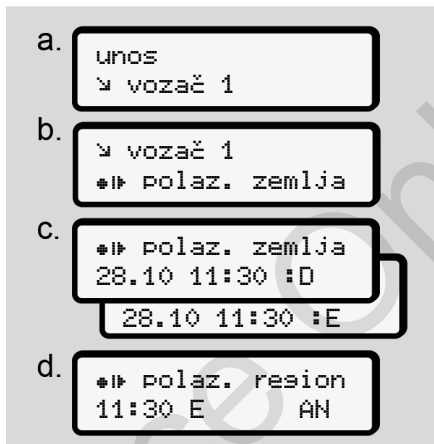 a.
unos
↘ vozač 1
b.
↘ vozač 1
●I▶ polaz. zemlja
c.
●I▶ polaz. zemlja
28.10 11:30 :D
28.10 11:30 :E
d.
●I▶ polaz. region
11:30 E AN